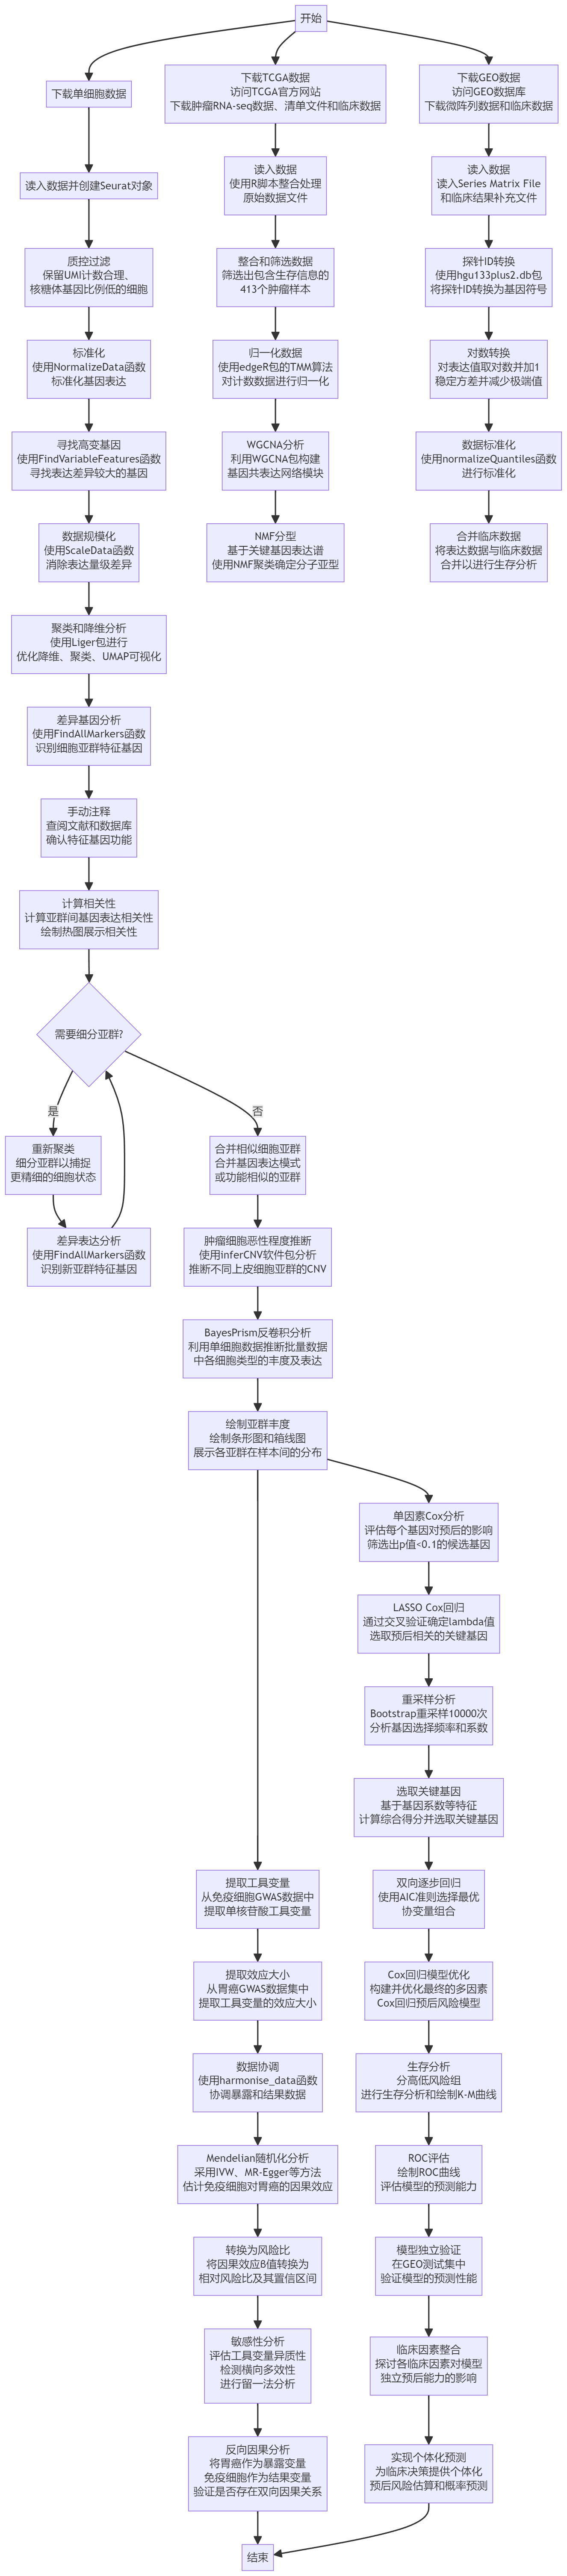 开始
下载单细胞数据
下载TCGA数据
访问TCGA官方网站
下载肿瘤RNA-seq数据、清单文件和临床数据
下载GEO数据
访问GEO数据库
下载微阵列数据和临床数据
读入数据并创建Seurat对象
读入数据
使用R脚本整合处理
原始数据文件
读入数据
读入Series Matrix File
和临床结果补充文件
质控过滤
保留UMI计数合理、
核糖体基因比例低的细胞
整合和筛选数据
筛选出包含生存信息的
413个肿瘤样本
探针ID转换
使用hgu133plus2.db包
将探针ID转换为基因符号
标准化
使用NormalizeData函数
标准化基因表达
归一化数据
使用edgeR包的TMM算法
对计数数据进行归一化
对数转换
对表达值取对数并加1
稳定方差并减少极端值
寻找高变基因
使用FindVariableFeatures函数
寻找表达差异较大的基因
WGCNA分析
利用WGCNA包构建
基因共表达网络模块
数据标准化
使用normalizeQuantiles函数
进行标准化
数据规模化
使用ScaleData函数
消除表达量级差异
NMF分型
基于关键基因表达谱
使用NMF聚类确定分子亚型
合并临床数据
将表达数据与临床数据
合并以进行生存分析
聚类和降维分析
使用Liger包进行
优化降维、聚类、UMAP可视化
差异基因分析
使用FindAllMarkers函数
识别细胞亚群特征基因
手动注释
查阅文献和数据库
确认特征基因功能
计算相关性
计算亚群间基因表达相关性
绘制热图展示相关性
需要细分亚群?
是
否
重新聚类
细分亚群以捕捉
更精细的细胞状态
合并相似细胞亚群
合并基因表达模式
或功能相似的亚群
差异表达分析
使用FindAllMarkers函数
识别新亚群特征基因
肿瘤细胞恶性程度推断
使用inferCNV软件包分析
推断不同上皮细胞亚群的CNV
BayesPrism反卷积分析
利用单细胞数据推断批量数据
中各细胞类型的丰度及表达
绘制亚群丰度
绘制条形图和箱线图
展示各亚群在样本间的分布
单因素Cox分析
评估每个基因对预后的影响
筛选出p值<0.1的候选基因
LASSO Cox回归
通过交叉验证确定lambda值
选取预后相关的关键基因
重采样分析
Bootstrap重采样10000次
分析基因选择频率和系数
选取关键基因
基于基因系数等特征
计算综合得分并选取关键基因
提取工具变量
从免疫细胞GWAS数据中
提取单核苷酸工具变量
双向逐步回归
使用AIC准则选择最优
协变量组合
提取效应大小
从胃癌GWAS数据集中
提取工具变量的效应大小
Cox回归模型优化
构建并优化最终的多因素
Cox回归预后风险模型
数据协调
使用harmonise_data函数
协调暴露和结果数据
生存分析
分高低风险组
进行生存分析和绘制K-M曲线
Mendelian随机化分析
采用IVW、MR-Egger等方法
估计免疫细胞对胃癌的因果效应
ROC评估
绘制ROC曲线
评估模型的预测能力
转换为风险比
将因果效应B值转换为
相对风险比及其置信区间
模型独立验证
在GEO测试集中
验证模型的预测性能
敏感性分析
评估工具变量异质性
检测横向多效性
进行留一法分析
临床因素整合
探讨各临床因素对模型
独立预后能力的影响
反向因果分析
将胃癌作为暴露变量
免疫细胞作为结果变量
验证是否存在双向因果关系
实现个体化预测
为临床决策提供个体化
预后风险估算和概率预测
结束